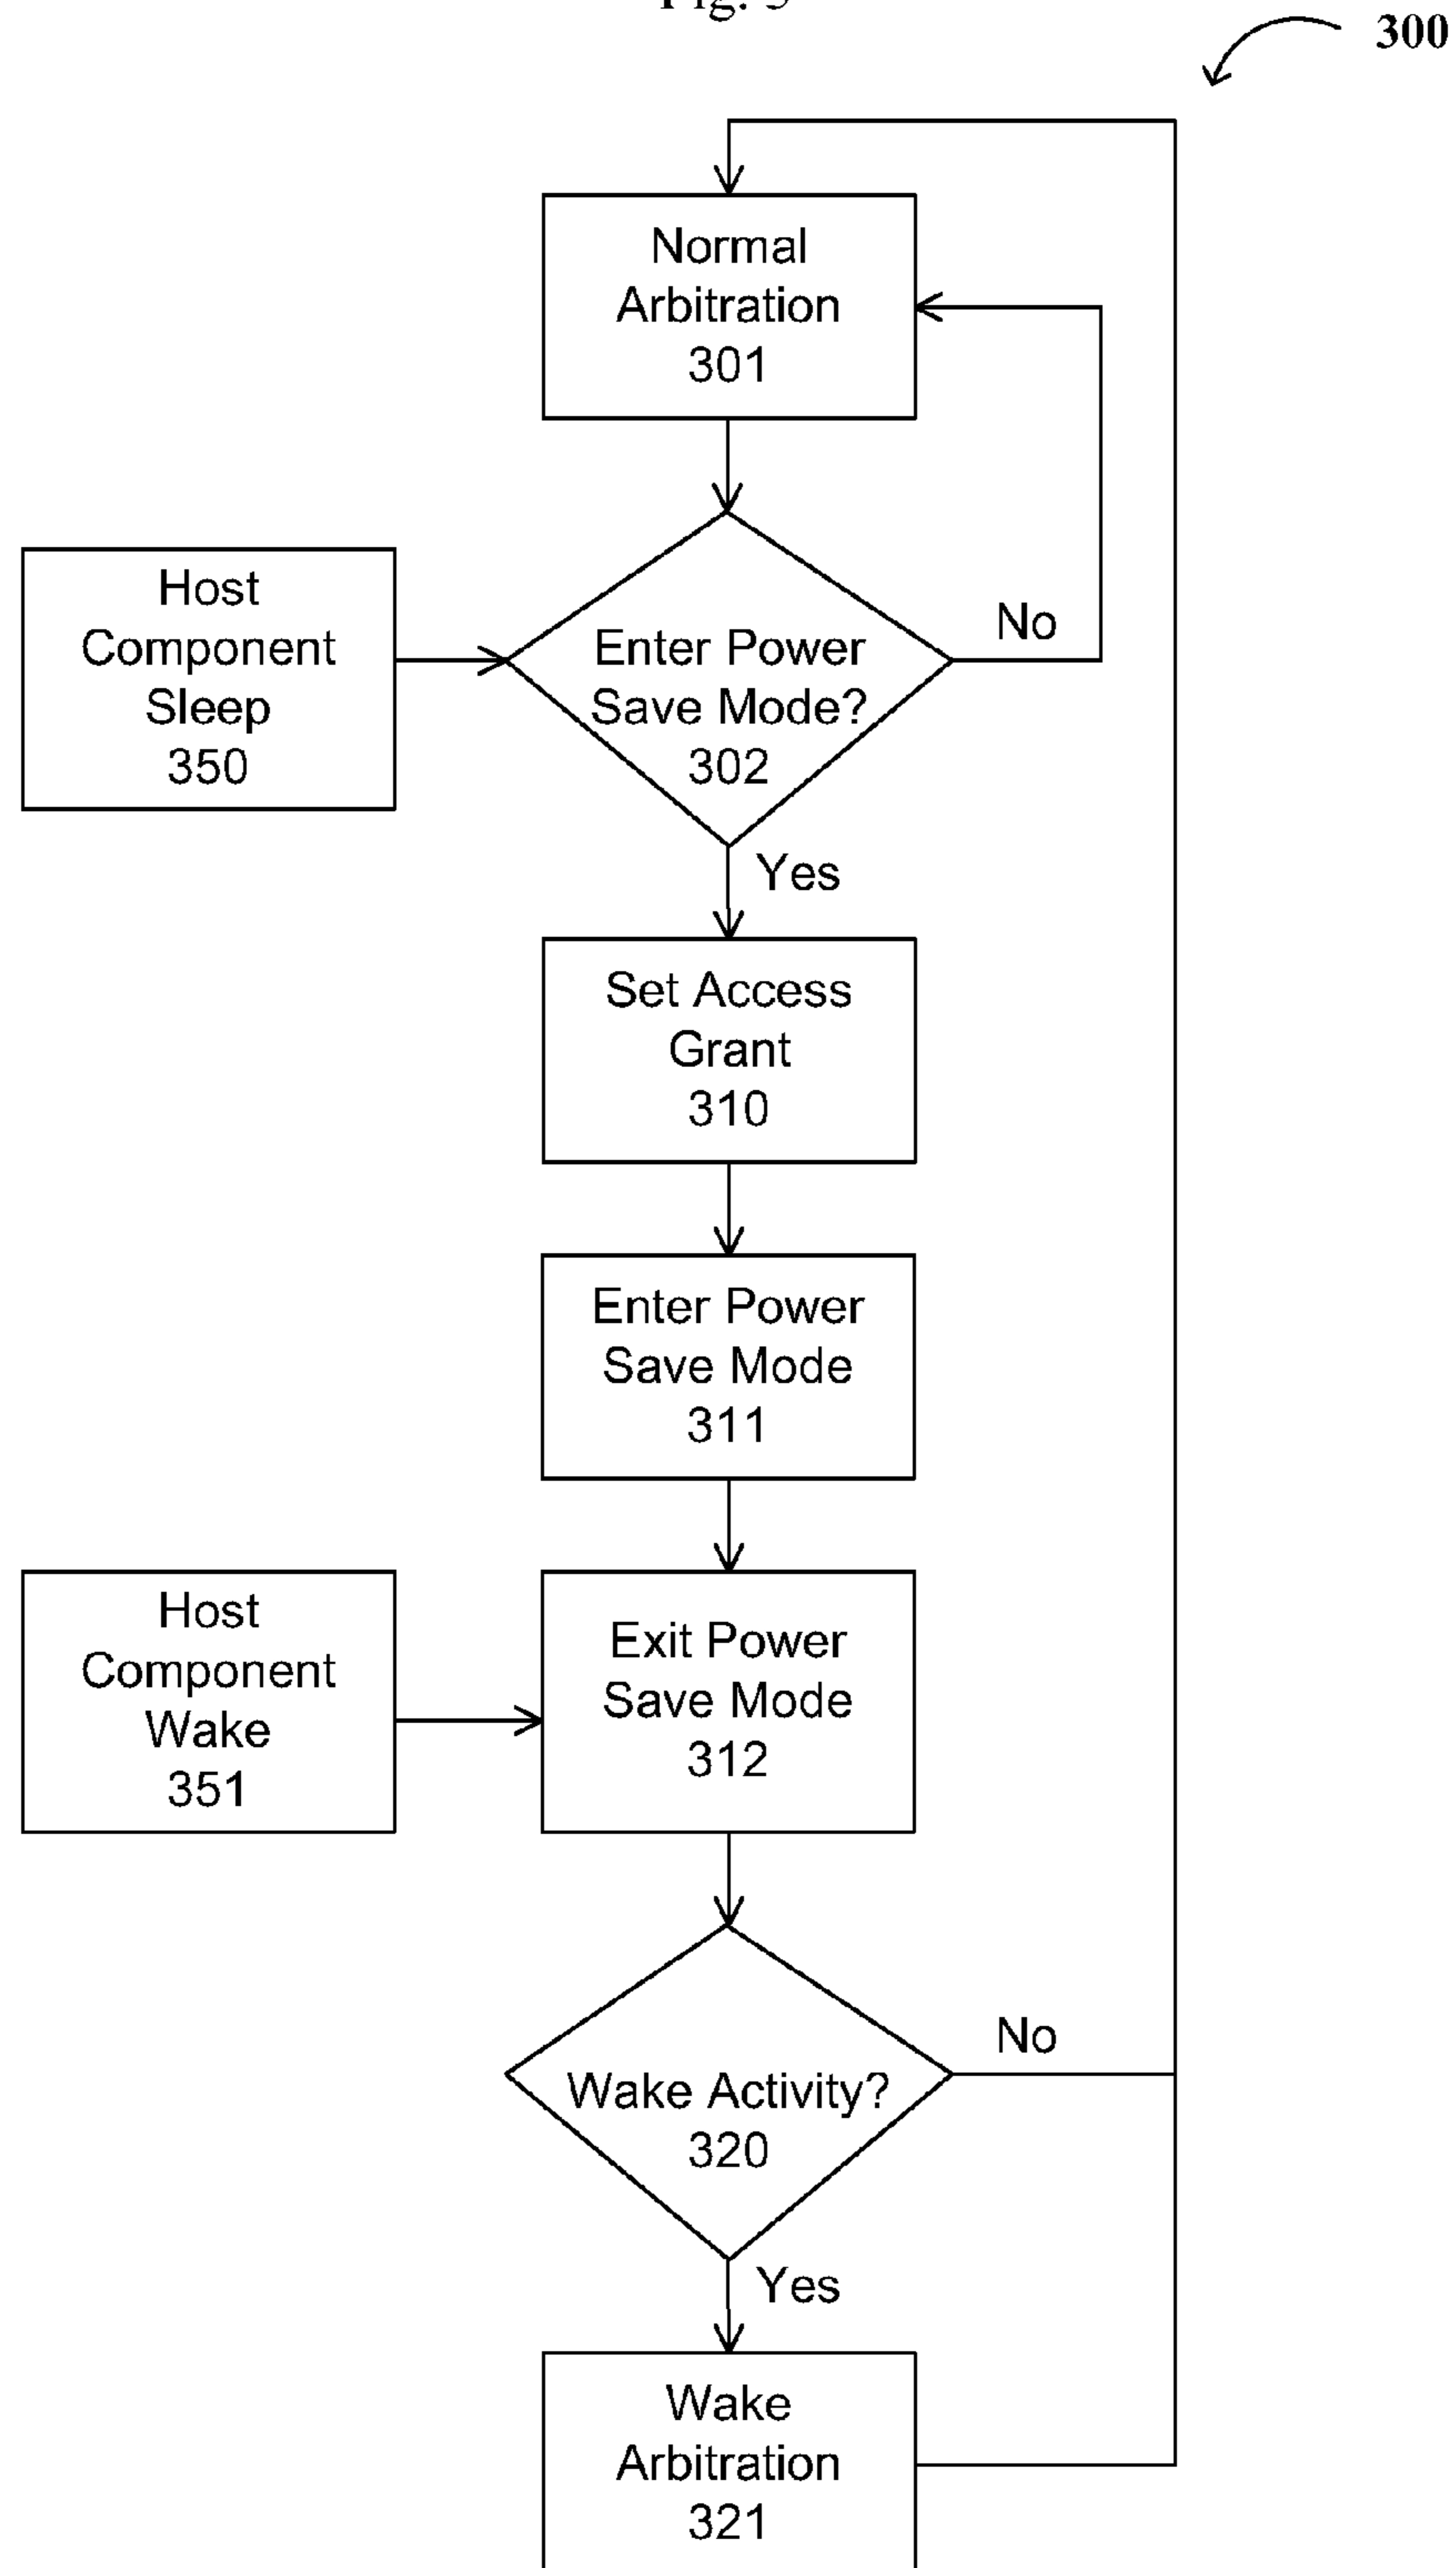 Fig. 3
300
Normal
Arbitration
301
Host
Component
Sleep
350
Enter Power
Save Mode?
302
No
Yes
Set Access
Grant
310
Enter Power
Save Mode
311
Host
Component
Wake
351
Exit Power
Save Mode
312
Wake Activity?
320
No
Yes
Wake
Arbitration
321